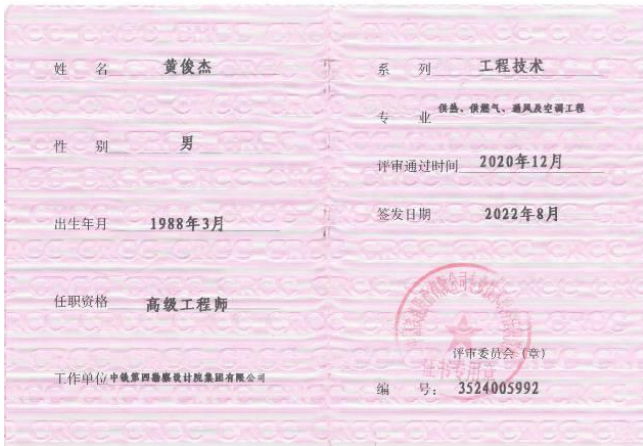 姓 名 黄俊杰
性 别 男
出生年月 1988年3月
任职资格 高级工程师
工作单位 中铁第四勘察设计院集团有限公司
系 列 工程技术
专 业 供热、供燃气、通风及空调工程
评审通过时间 2020年12月
签发日期 2022年8月
评审委员会（章）
证书专用章
编 号： 3524005992